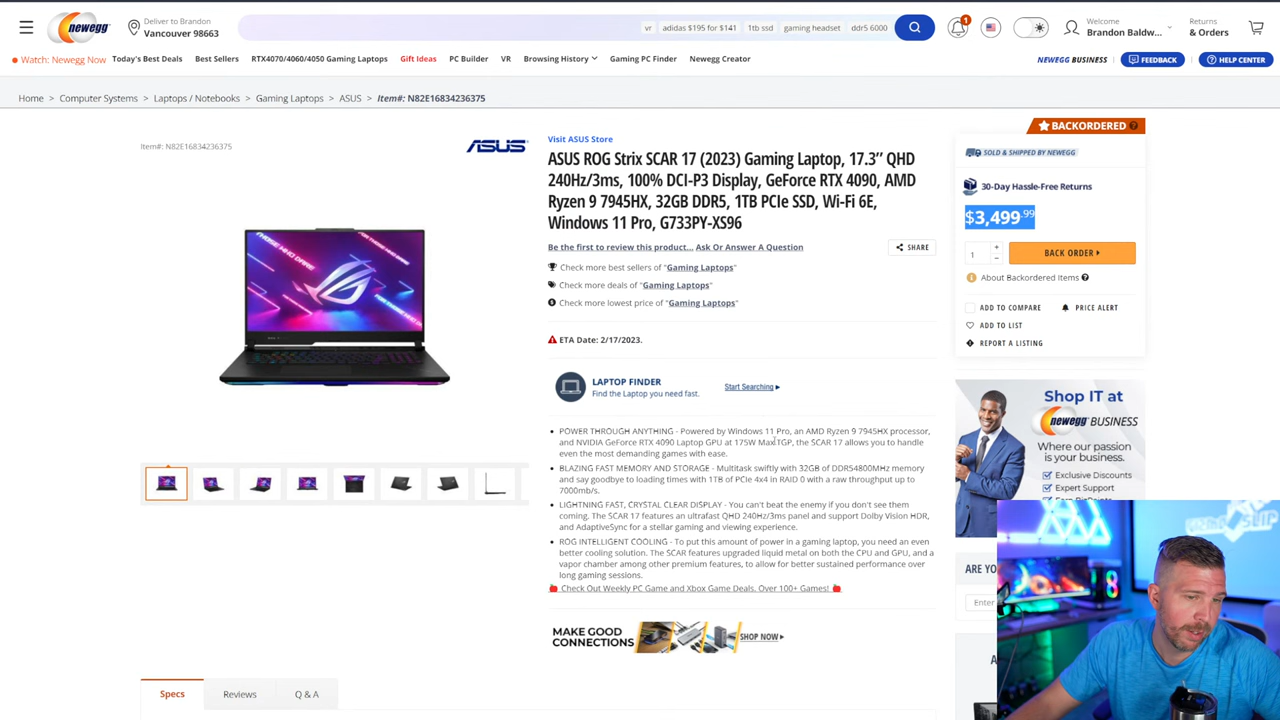 newegg
Deliver to Brandon
Vancouver 98663
vr adidas $195 for $141 1tb ssd gaming headset ddr5 6000
1
Welcome
Brandon Baldw...
Returns
& Orders
Watch: Newegg Now Today's Best Deals Best Sellers RTX4070/4060/4050 Gaming Laptops Gift Ideas PC Builder VR Browsing History Gaming PC Finder Newegg Creator
NEWEGG BUSINESS FEEDBACK HELP CENTER
Home > Computer Systems > Laptops / Notebooks > Gaming Laptops > ASUS > Item#: N82E16834236375
Item#: N82E16834236375
ASUS
Visit ASUS Store
ASUS ROG Strix SCAR 17 (2023) Gaming Laptop, 17.3” QHD
240Hz/3ms, 100% DCI-P3 Display, GeForce RTX 4090, AMD
Ryzen 9 7945HX, 32GB DDR5, 1TB PCIe SSD, Wi-Fi 6E,
Windows 11 Pro, G733PY-XS96
Be the first to review this product... Ask Or Answer A Question
SHARE
Check more best sellers of "Gaming Laptops"
Check more deals of "Gaming Laptops"
Check more lowest price of "Gaming Laptops"
ETA Date: 2/17/2023.
LAPTOP FINDER
Find the Laptop you need fast.
Start Searching
• POWER THROUGH ANYTHING - Powered by Windows 11 Pro, an AMD Ryzen 9 7945HX processor,
and NVIDIA GeForce RTX 4090 Laptop GPU at 175W Max TGP, the SCAR 17 allows you to handle
even the most demanding games with ease.
• BLAZING FAST MEMORY AND STORAGE - Multitask swiftly with 32GB of DDR54800MHz memory
and say goodbye to loading times with 1TB of PCIe 4x4 in RAID 0 with a raw throughput up to
7000mb/s.
• LIGHTNING FAST, CRYSTAL CLEAR DISPLAY - You can't beat the enemy if you don't see them
coming. The SCAR 17 features an ultrafast QHD 240Hz/3ms panel and support Dolby Vision HDR,
and AdaptiveSync for a stellar gaming and viewing experience.
• ROG INTELLIGENT COOLING - To put this amount of power in a gaming laptop, you need an even
better cooling solution. The SCAR features upgraded liquid metal on both the CPU and GPU, and a
vapor chamber among other premium features, to allow for better sustained performance over
long gaming sessions.
Check Out Weekly PC Game and Xbox Game Deals, Over 100+ Games!
MAKE GOOD
CONNECTIONS
SHOP NOW
Specs Reviews Q & A
BACKORDERED
SOLD & SHIPPED BY NEWEGG
30-Day Hassle-Free Returns
$3,499.99
1
BACK ORDER
About Backordered Items
ADD TO COMPARE PRICE ALERT
ADD TO LIST
REPORT A LISTING
Shop IT at
newegg BUSINESS
Where our passion
is your business.
Exclusive Discounts
Expert Support
ARE YO
Enter